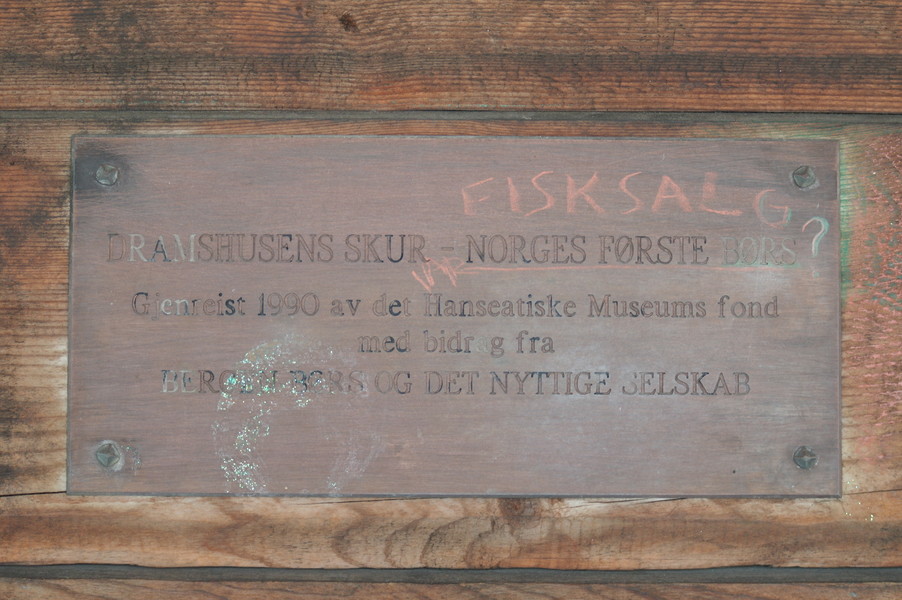 FISKSALG?
DRAMSHUSENS SKUR – NORGES FØRSTE BØRS
Gjenreist 1990 av det Hanseatiske Museums fond
med bidrag fra
BERGEN BØRS OG DET NYTTIGE SELSKAB